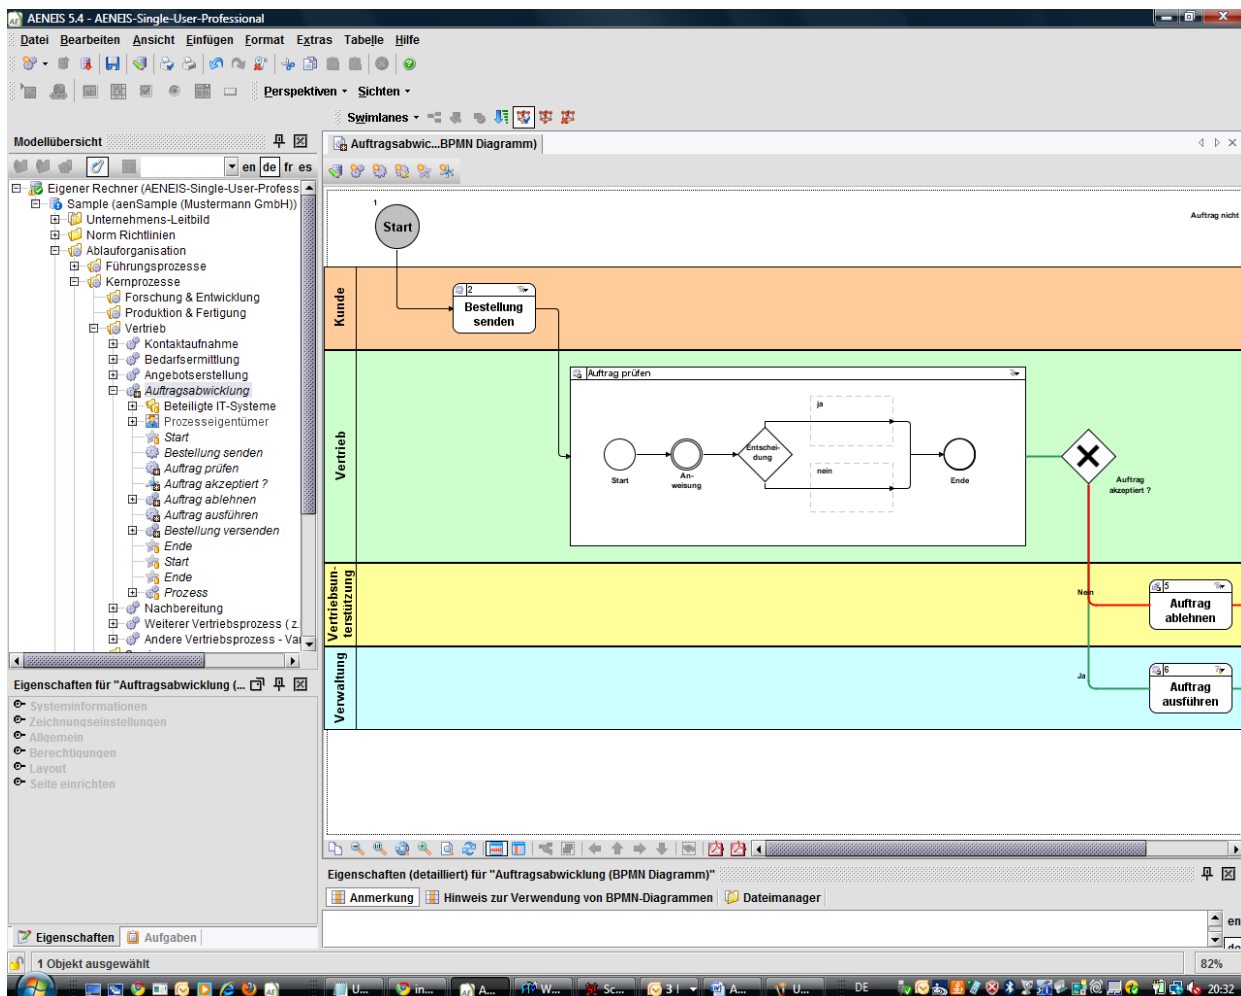 AENEIS 5.4 - AENEIS-Single-User-Professional
Datei Bearbeiten Ansicht Einfügen Format Extras Tabelle Hilfe
Perspektiven Sichten
Swimlanes
Modellübersicht
en de fr es
Eigener Rechner (AENEIS-Single-User-Profess
Sample (aenSample (Mustermann GmbH))
Unternehmens-Leitbild
Norm Richtlinien
Ablauforganisation
Führungsprozesse
Kernprozesse
Forschung & Entwicklung
Produktion & Fertigung
Vertrieb
Kontaktaufnahme
Bedarfsermittlung
Angebotserstellung
Auftragsabwicklung
Beteiligte IT-Systeme
Prozesseigentümer
Start
Bestellung senden
Auftrag prüfen
Auftrag akzeptiert ?
Auftrag ablehnen
Auftrag ausführen
Bestellung versenden
Ende
Start
Ende
Prozess
Nachbereitung
Weiterer Vertriebsprozess ( z.
Andere Vertriebsprozess - Va
Eigenschaften für "Auftragsabwicklung (...
Systeminformationen
Zeichnungseinstellungen
Allgemein
Berechtigungen
Layout
Seite einrichten
Eigenschaften Aufgaben
Auftragsabwic...BPMN Diagramm)
1
Start
Auftrag nicht
Kunde
2
Bestellung
senden
Vertrieb
Auftrag prüfen
ja
nein
Start
An-
weisung
Entschei-
dung
Ende
Auftrag
akzeptiert ?
Vertriebsun-
terstützung
Nein
5
Auftrag
ablehnen
Verwaltung
Ja
6
Auftrag
ausführen
Eigenschaften (detailliert) für "Auftragsabwicklung (BPMN Diagramm)"
Anmerkung Hinweis zur Verwendung von BPMN-Diagrammen Dateimanager
en
de
1 Objekt ausgewählt
82%
U... in... A... W... Sc... 3 I A... U... DE 20:32